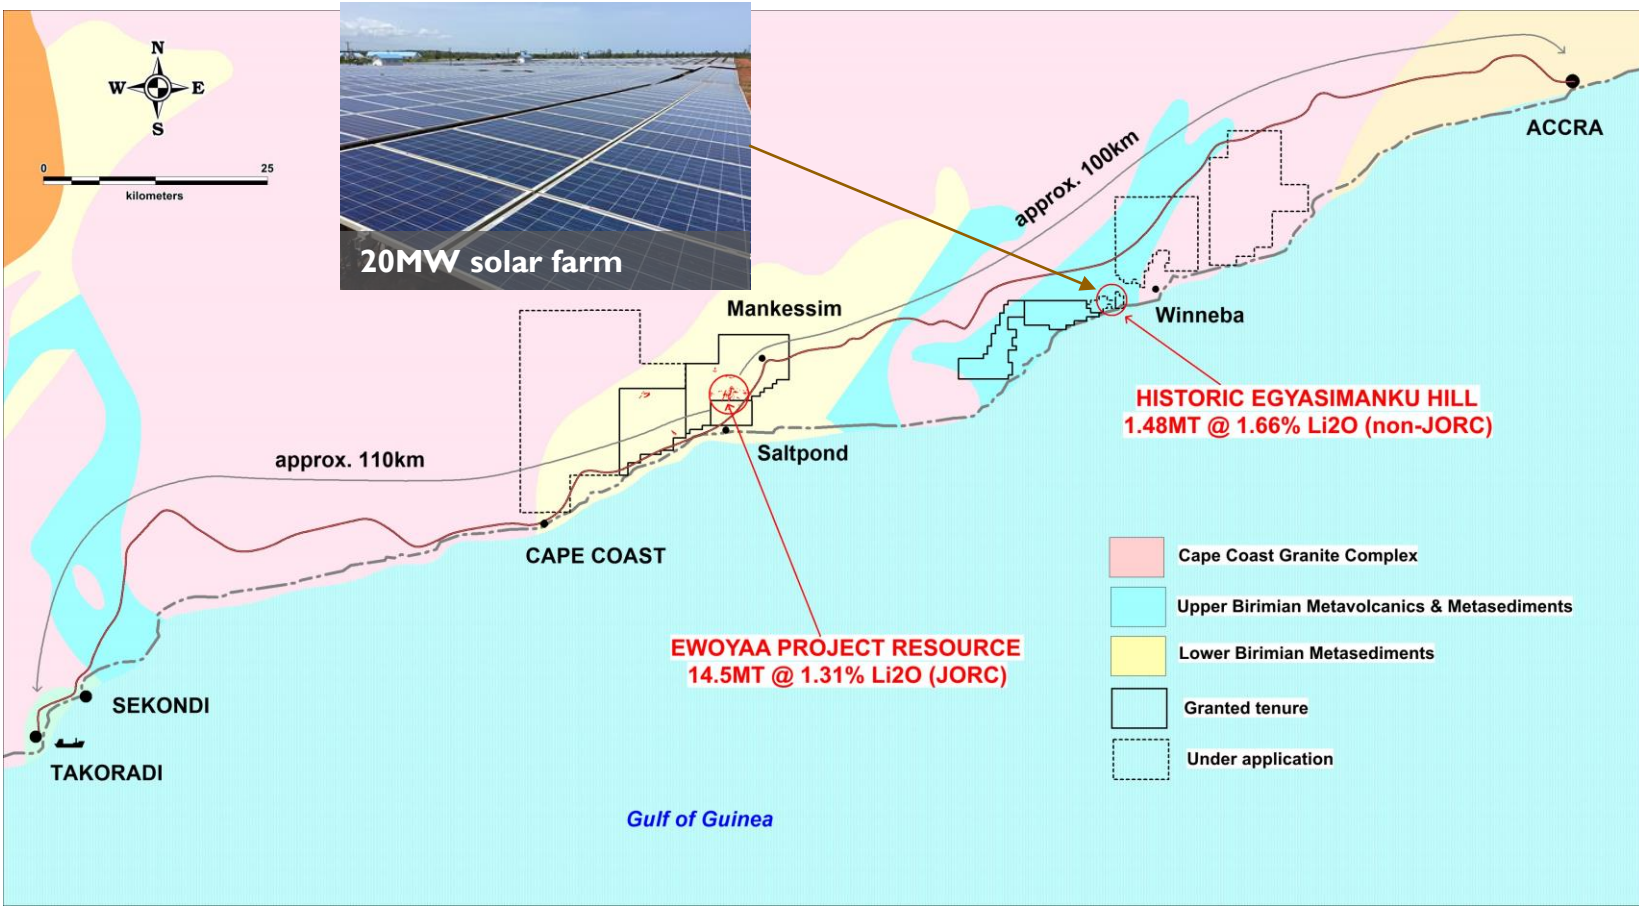 N
W E
S
0 25
kilometers
20MW solar farm
ACCRA
approx. 100km
Mankessim
Winneba
HISTORIC EGYASIMANKU HILL
1.48MT @ 1.66% Li2O (non-JORC)
Saltpond
approx. 110km
CAPE COAST
EWOYAA PROJECT RESOURCE
14.5MT @ 1.31% Li2O (JORC)
SEKONDI
TAKORADI
Gulf of Guinea
Cape Coast Granite Complex
Upper Birimian Metavolcanics & Metasediments
Lower Birimian Metasediments
Granted tenure
Under application